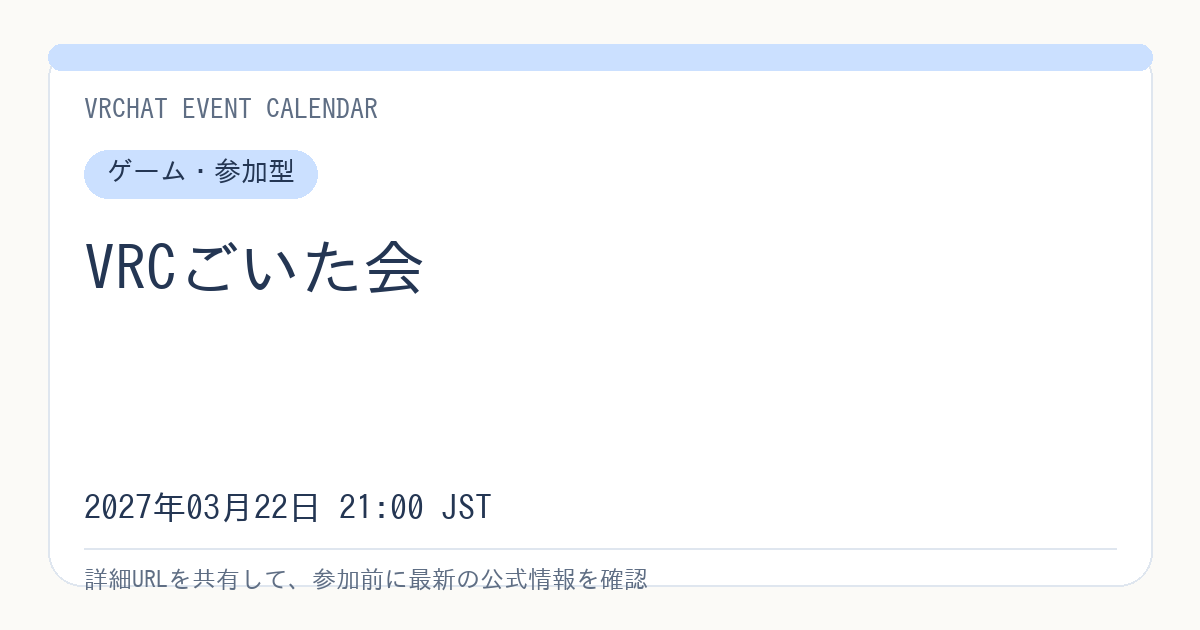 VRCHAT EVENT CALENDAR
ゲーム・参加型
VRCごいた会
2027年03月22日 21:00 JST
詳細URLを共有して、参加前に最新の公式情報を確認